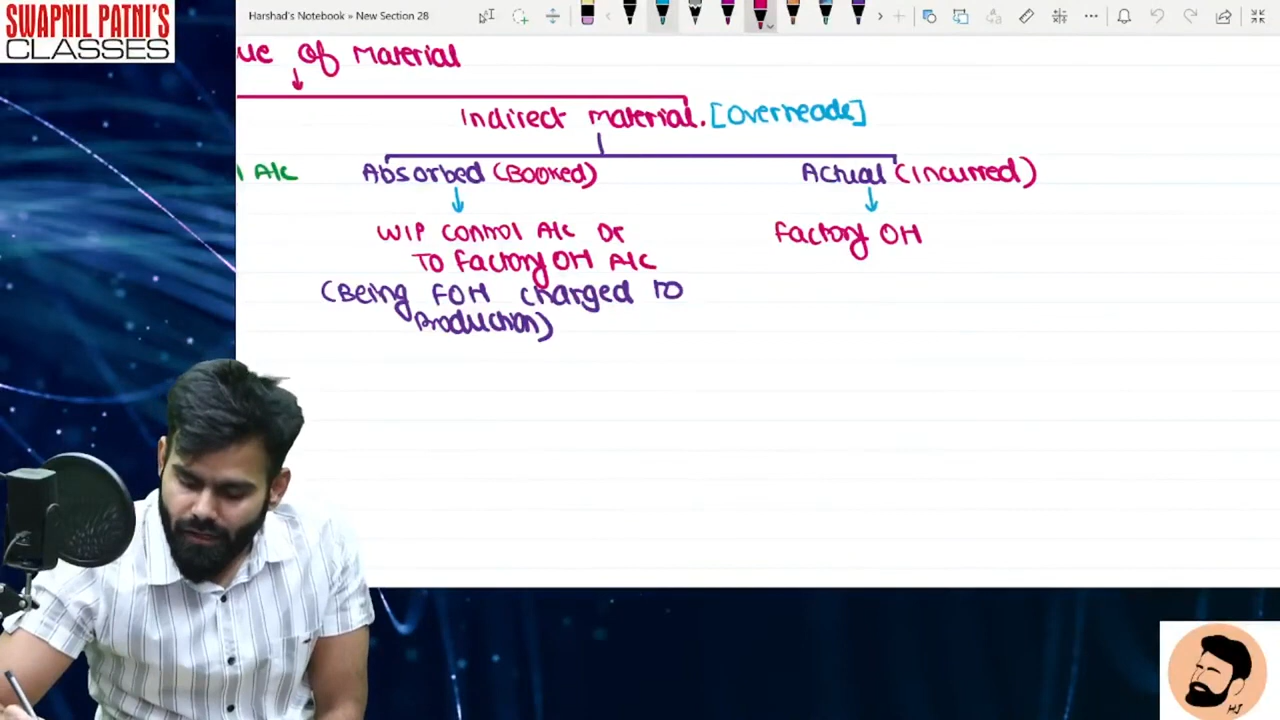 SWAPNIL PATNI'S
CLASSES
Harshad's Notebook » New Section 28
ue of Material
Indirect Material. [Overheads]
l A/c
Absorbed (Booked)
Actual (Incurred)
WIP Control A/c Dr
To Factory OH A/c
(Being FOH charged to
Production)
Factory OH
HJ